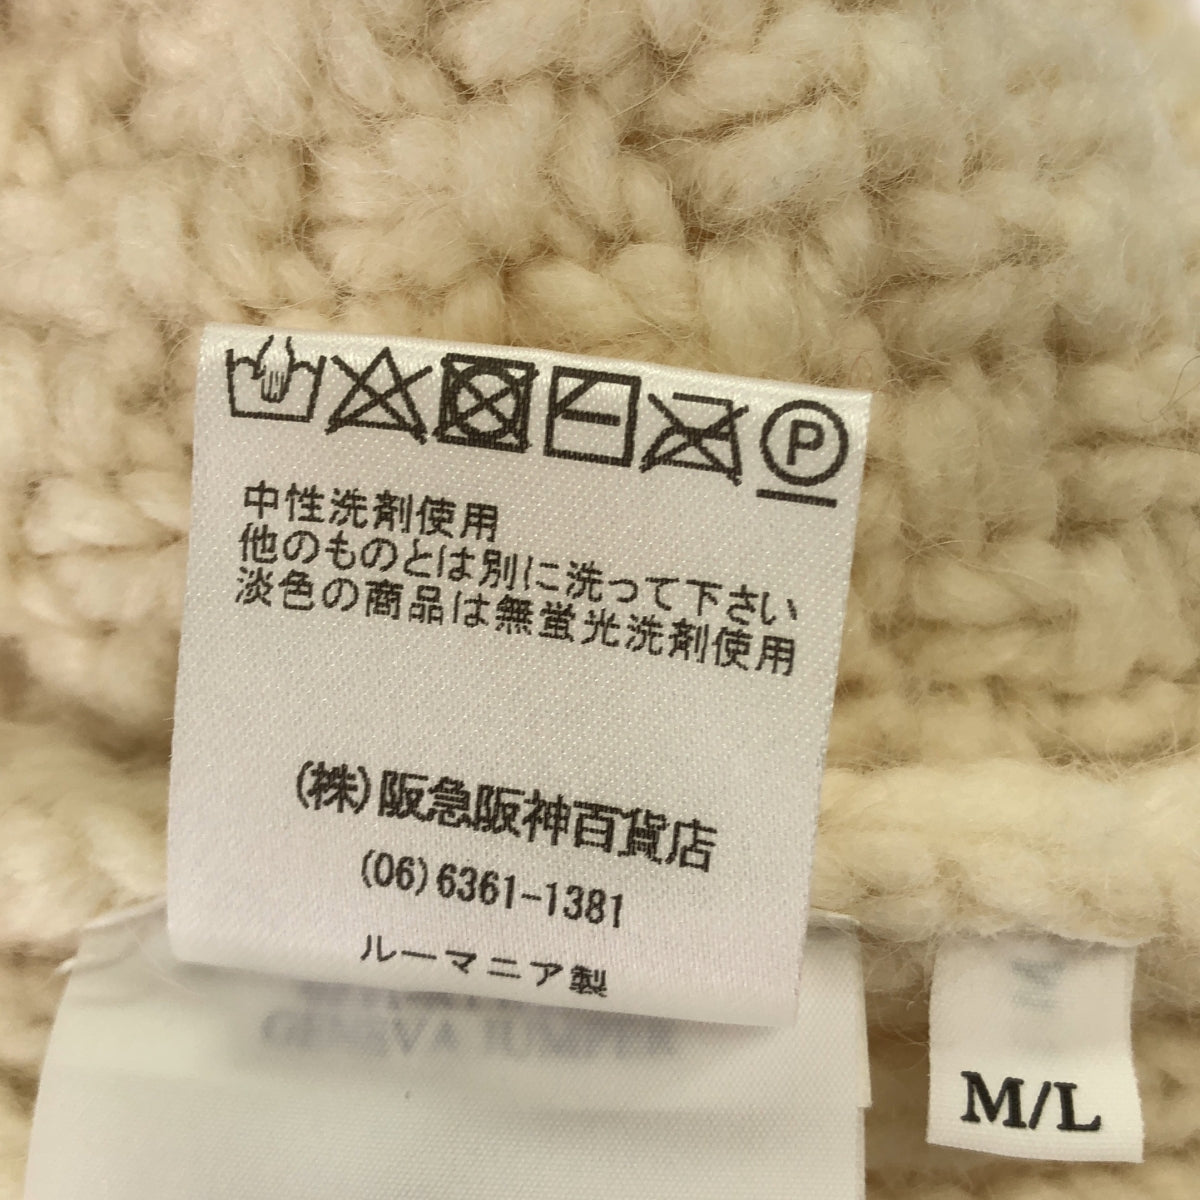 P
中性洗剤使用
他のものとは別に洗って下さい
淡色の商品は無蛍光洗剤使用
(株)阪急阪神百貨店
(06)6361-1381
ルーマニア製
GENEVA JUMPER
M/L